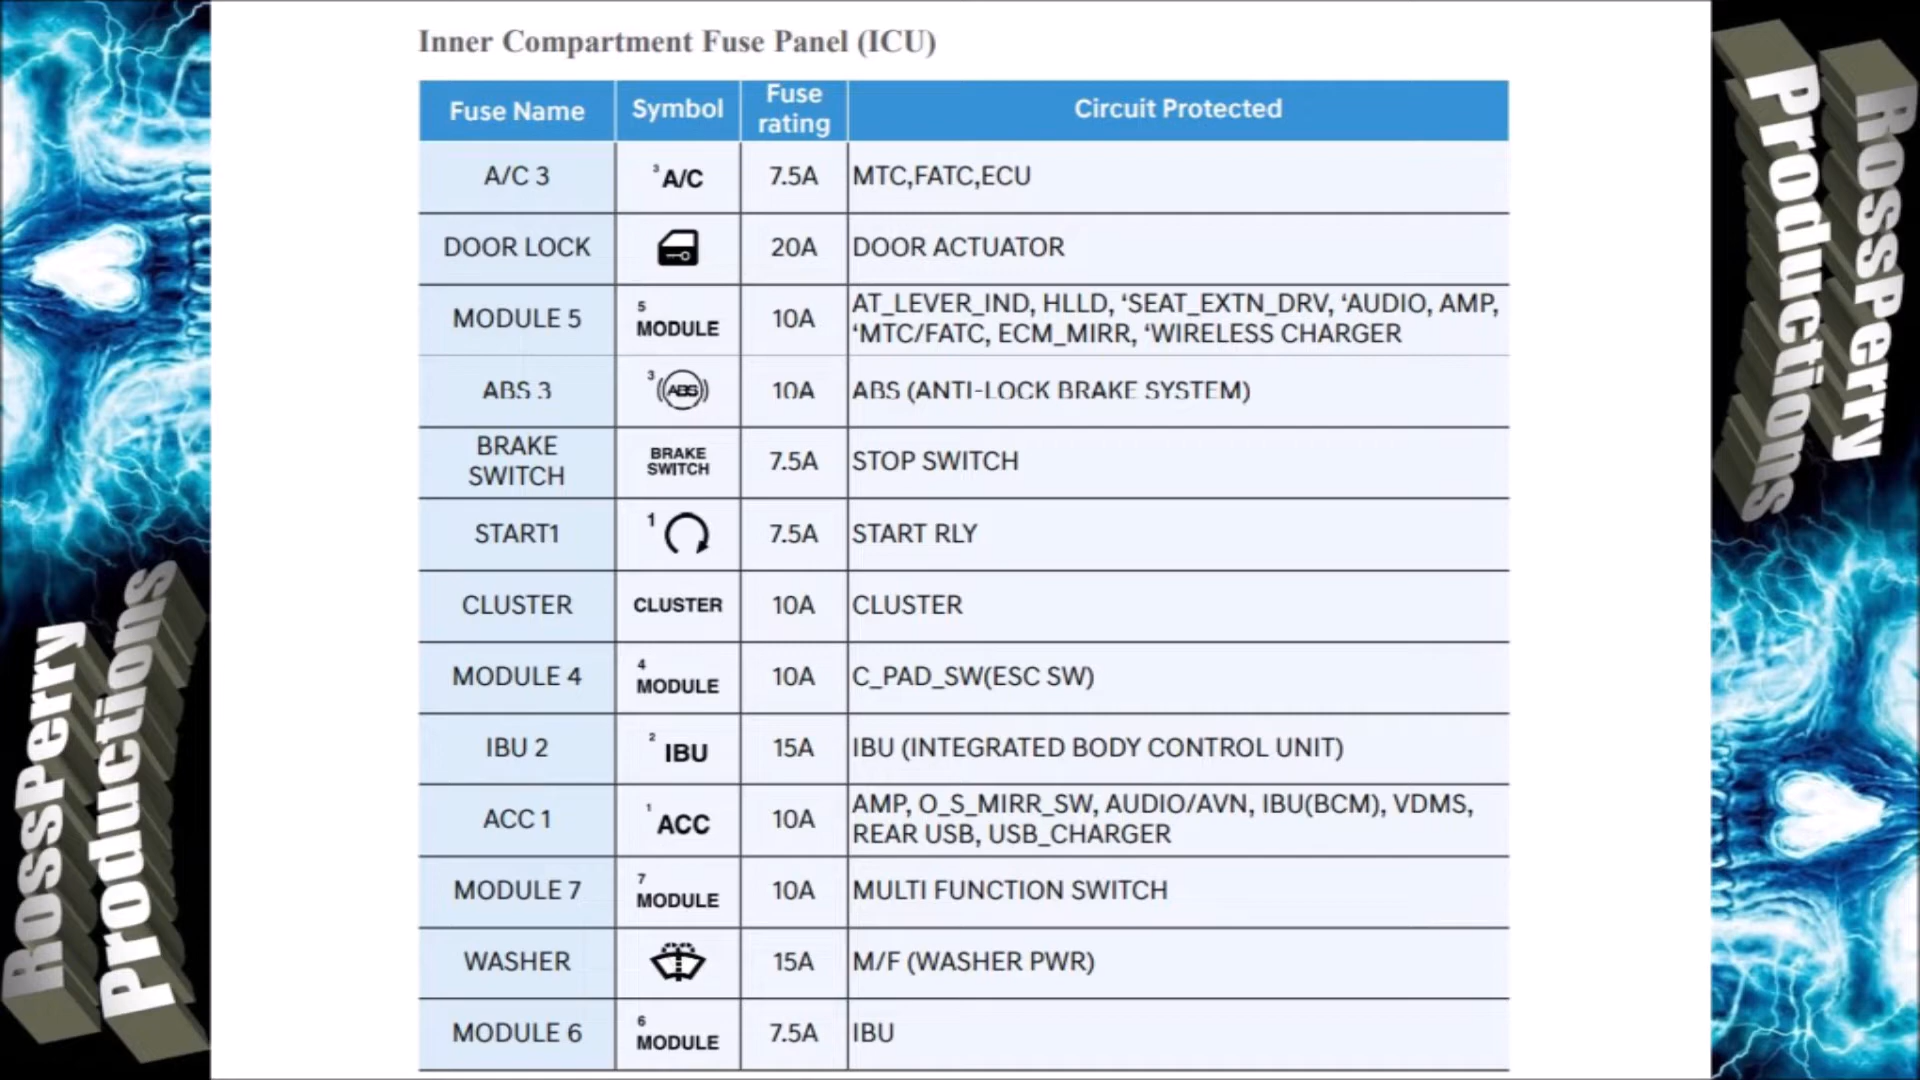 Inner Compartment Fuse Panel (ICU)
Fuse Name Symbol Fuse rating Circuit Protected
A/C 3 ³A/C 7.5A MTC,FATC,ECU
DOOR LOCK 20A DOOR ACTUATOR
MODULE 5 5 MODULE 10A AT_LEVER_IND, HLLD, ‘SEAT_EXTN_DRV, ‘AUDIO, AMP,
‘MTC/FATC, ECM_MIRR, ‘WIRELESS CHARGER
ABS 3 3 (ABS) 10A ABS (ANTI-LOCK BRAKE SYSTEM)
BRAKE SWITCH BRAKE SWITCH 7.5A STOP SWITCH
START1 1 7.5A START RLY
CLUSTER CLUSTER 10A CLUSTER
MODULE 4 4 MODULE 10A C_PAD_SW(ESC SW)
IBU 2 2 IBU 15A IBU (INTEGRATED BODY CONTROL UNIT)
ACC 1 1 ACC 10A AMP, O_S_MIRR_SW, AUDIO/AVN, IBU(BCM), VDMS,
REAR USB, USB_CHARGER
MODULE 7 7 MODULE 10A MULTI FUNCTION SWITCH
WASHER 15A M/F (WASHER PWR)
MODULE 6 6 MODULE 7.5A IBU
RossPerry
Productions
RossPerry
Productions